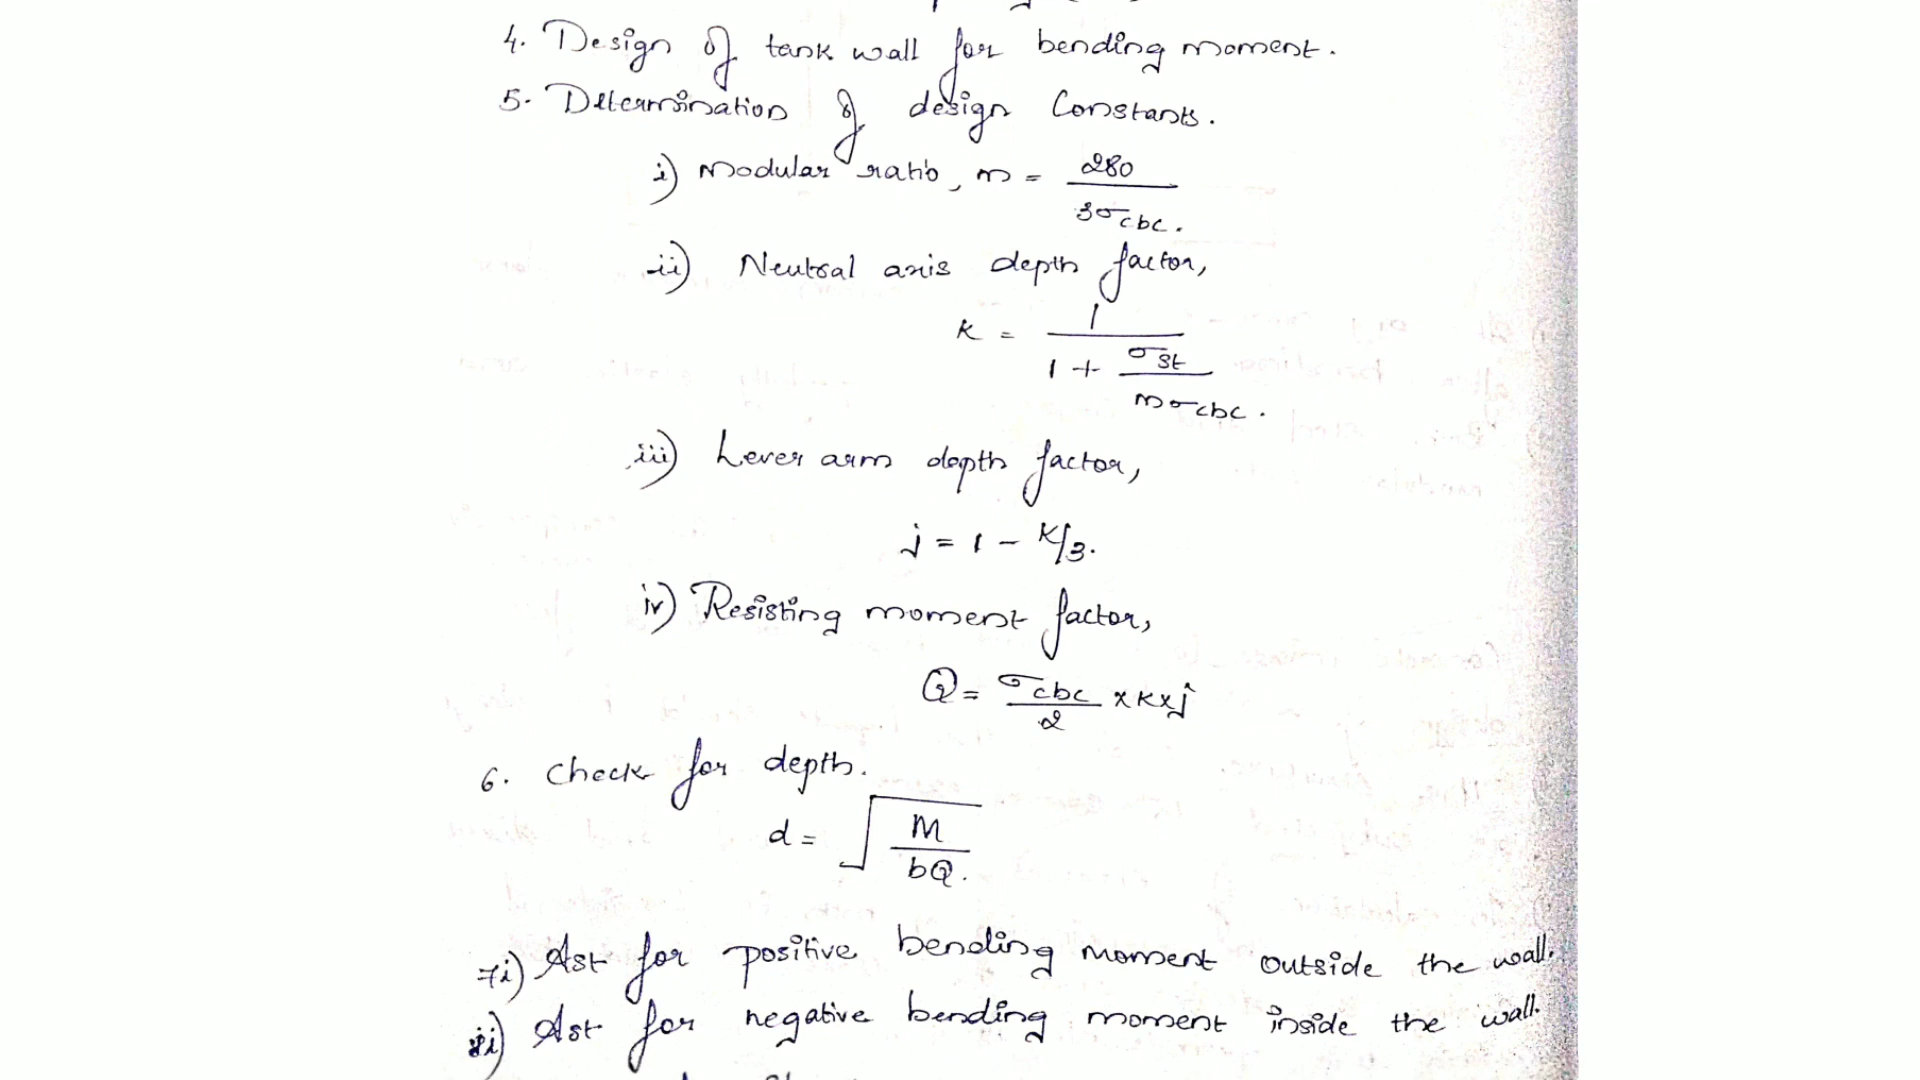 4. Design of tank wall for bending moment.
5. Determination of design Constants.
i) Modular ratio, m = 280 / 3σcbc.
ii) Neutral axis depth factor,
k = 1 / (1 + σst / mσcbc).
iii) Lever arm depth factor,
j = 1 - k/3.
iv) Resisting moment factor,
Q = σcbc / 2 × k × j
6. Check for depth.
d = √(M / bQ).
7i) Ast for positive bending moment outside the wall.
ii) Ast for negative bending moment inside the wall.